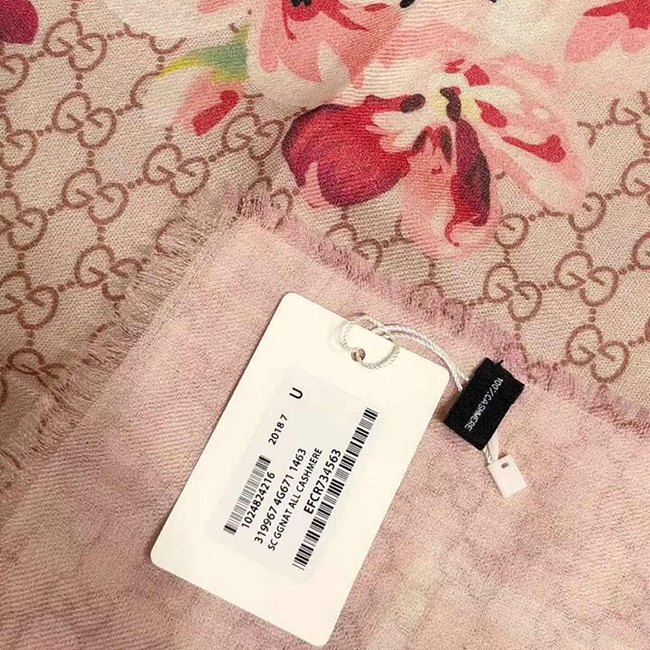 2018 7 U
1024824216
319967 4G671 1463
SC GGNAT ALL CASHMERE
EFCR734563
100%CASHMERE